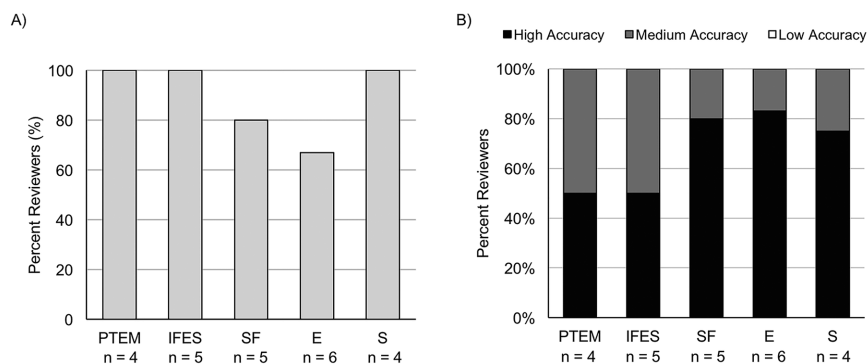 A)
Percent Reviewers (%)
100
80
60
40
20
0
PTEM IFES SF E S
n = 4 n = 5 n = 5 n = 6 n = 4
B)
High Accuracy Medium Accuracy Low Accuracy
Percent Reviewers
100%
80%
60%
40%
20%
0%
PTEM IFES SF E S
n = 4 n = 5 n = 5 n = 6 n = 4